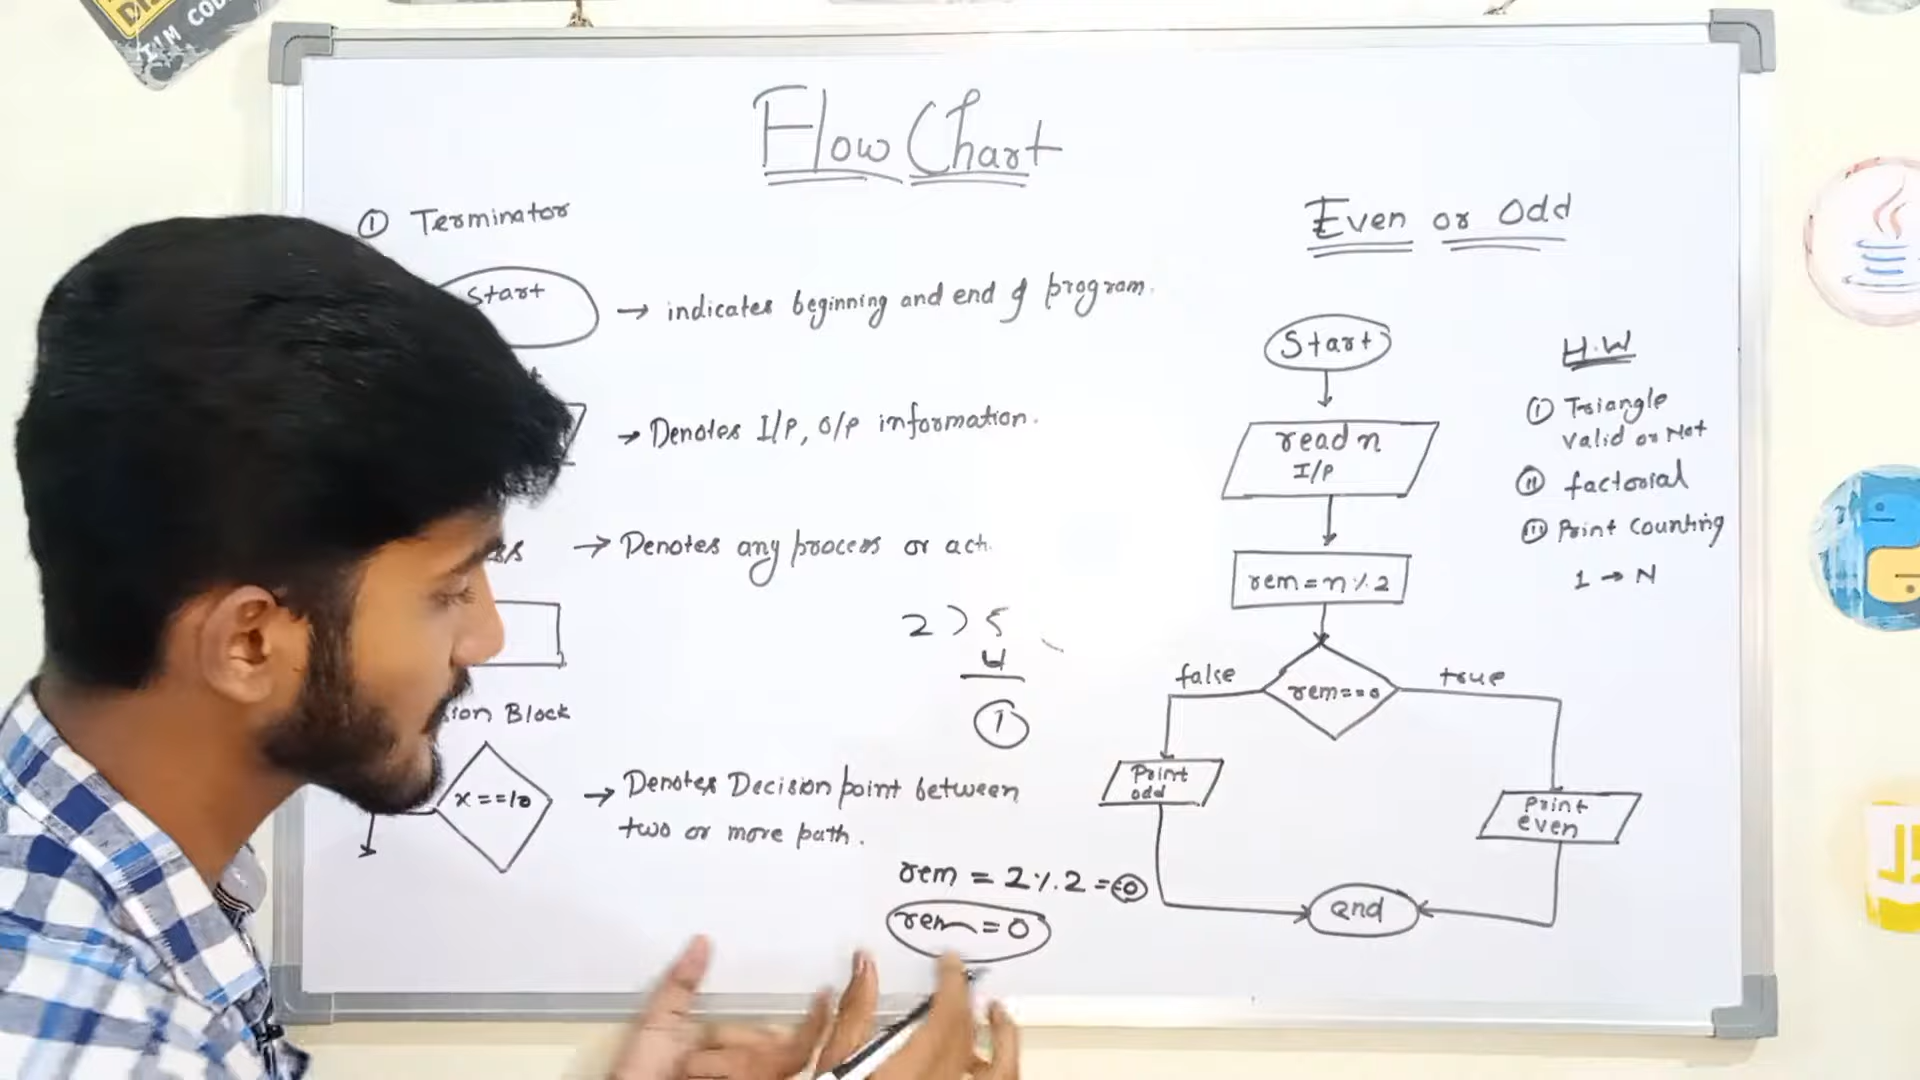 I'M COD
Flow Chart
① Terminator
Start
→ indicates beginning and end of program.
→ Denotes I/P, O/P information.
→ Denotes any process or act.
2)5
4
①
sion Block
x==10
→ Denotes Decision point between
two or more path.
rem = 2%2 = 0
rem = 0
Even or Odd
Start
read n
I/P
rem = n%2
rem==0
false
true
Print
odd
Print
even
end
H.W
① Triangle
Valid or Not
② factorial
③ Print Counting
1 → N